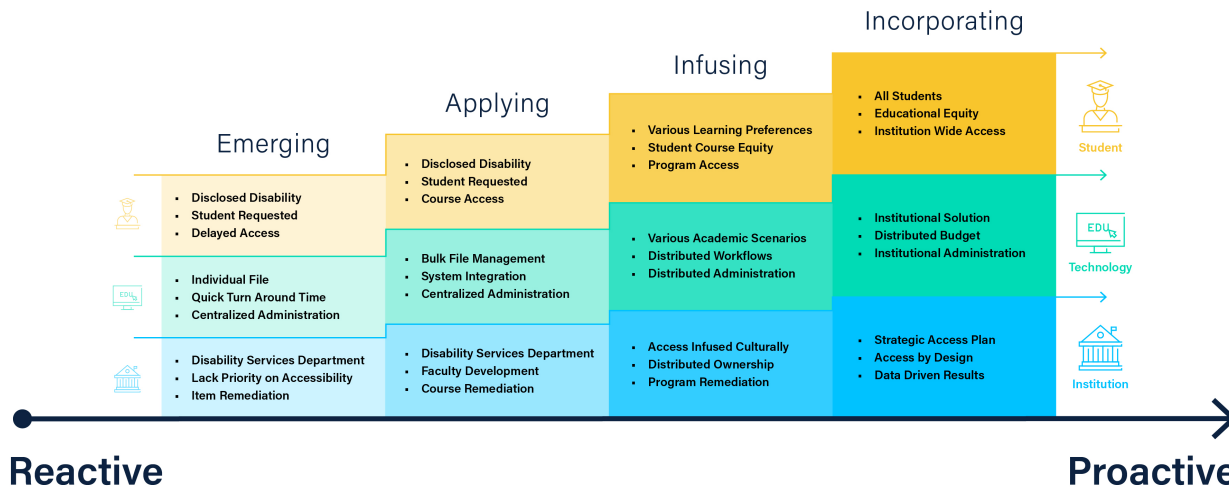 Incorporating
Infusing
Applying
Emerging
▪ Disclosed Disability
▪ Student Requested
▪ Delayed Access
▪ Disclosed Disability
▪ Student Requested
▪ Course Access
▪ Various Learning Preferences
▪ Student Course Equity
▪ Program Access
▪ All Students
▪ Educational Equity
▪ Institution Wide Access
Student
EDU
▪ Individual File
▪ Quick Turn Around Time
▪ Centralized Administration
▪ Bulk File Management
▪ System Integration
▪ Centralized Administration
▪ Various Academic Scenarios
▪ Distributed Workflows
▪ Distributed Administration
▪ Institutional Solution
▪ Distributed Budget
▪ Institutional Administration
EDU
Technology
▪ Disability Services Department
▪ Lack Priority on Accessibility
▪ Item Remediation
▪ Disability Services Department
▪ Faculty Development
▪ Course Remediation
▪ Access Infused Culturally
▪ Distributed Ownership
▪ Program Remediation
▪ Strategic Access Plan
▪ Access by Design
▪ Data Driven Results
Institution
Reactive
Proactive